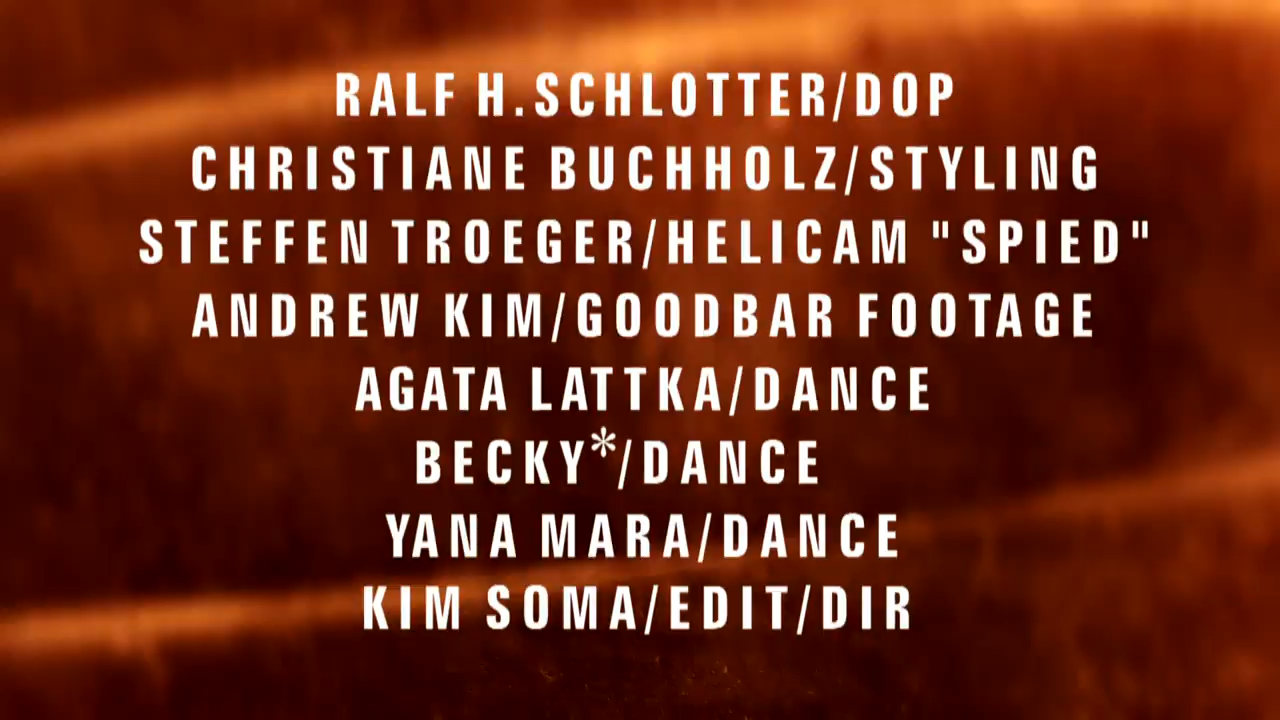 RALF H.SCHLOTTER/DOP
CHRISTIANE BUCHHOLZ/STYLING
STEFFEN TROEGER/HELICAM "SPIED"
ANDREW KIM/GOODBAR FOOTAGE
AGATA LATTKA/DANCE
BECKY*/DANCE
YANA MARA/DANCE
KIM SOMA/EDIT/DIR